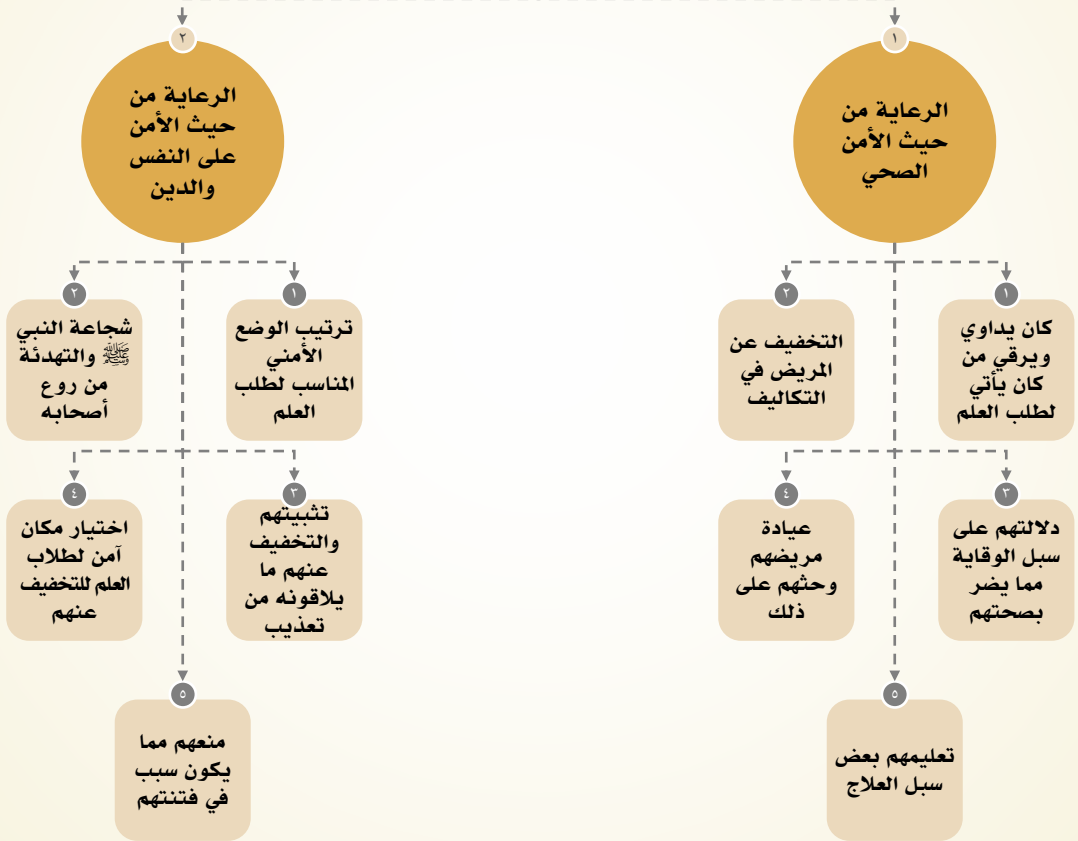 ١
الرعاية من
حيث الأمن
الصحي
١
كان يداوي
ويرقي من
كان يأتي
لطلب العلم
٢
التخفيف عن
المريض في
التكاليف
٣
دلالتهم على
سبل الوقاية
مما يضر
بصحتهم
٤
عيادة
مريضهم
وحثهم على
ذلك
٥
تعليمهم بعض
سبل العلاج
٢
الرعاية من
حيث الأمن
على النفس
والدين
١
ترتيب الوضع
الأمني
المناسب لطلب
العلم
٢
شجاعة النبي
ﷺ والتهدئة
من روع
أصحابه
٣
تثبيتهم
والتخفيف
عنهم ما
يلاقونه من
تعذيب
٤
اختيار مكان
آمن لطلاب
العلم للتخفيف
عنهم
٥
منعهم مما
يكون سبب
في فتنتهم